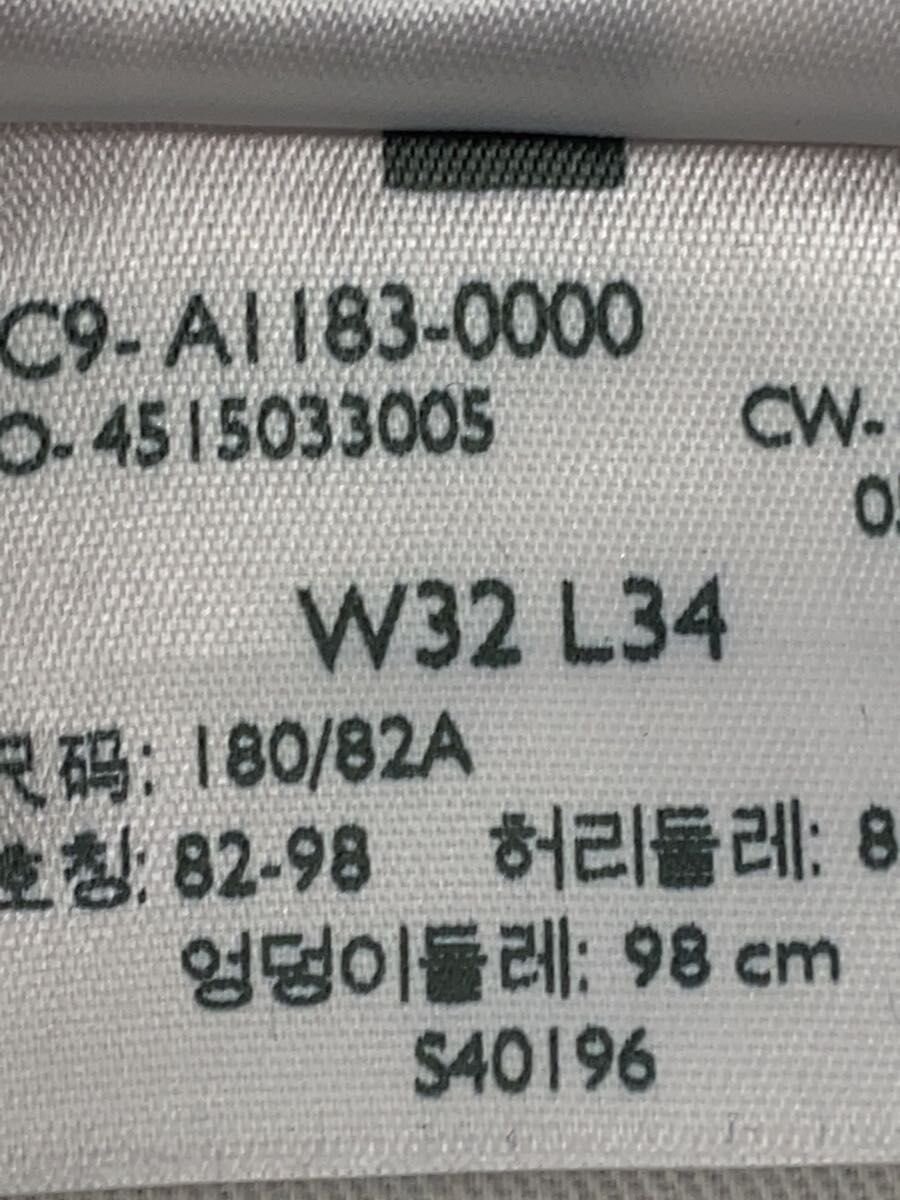 C9- A1183-0000
O- 4515033005 CW-
W32 L34
尺码: 180/82A
호칭: 82-98 허리둘레: 8
엉덩이둘레: 98 cm
S40196